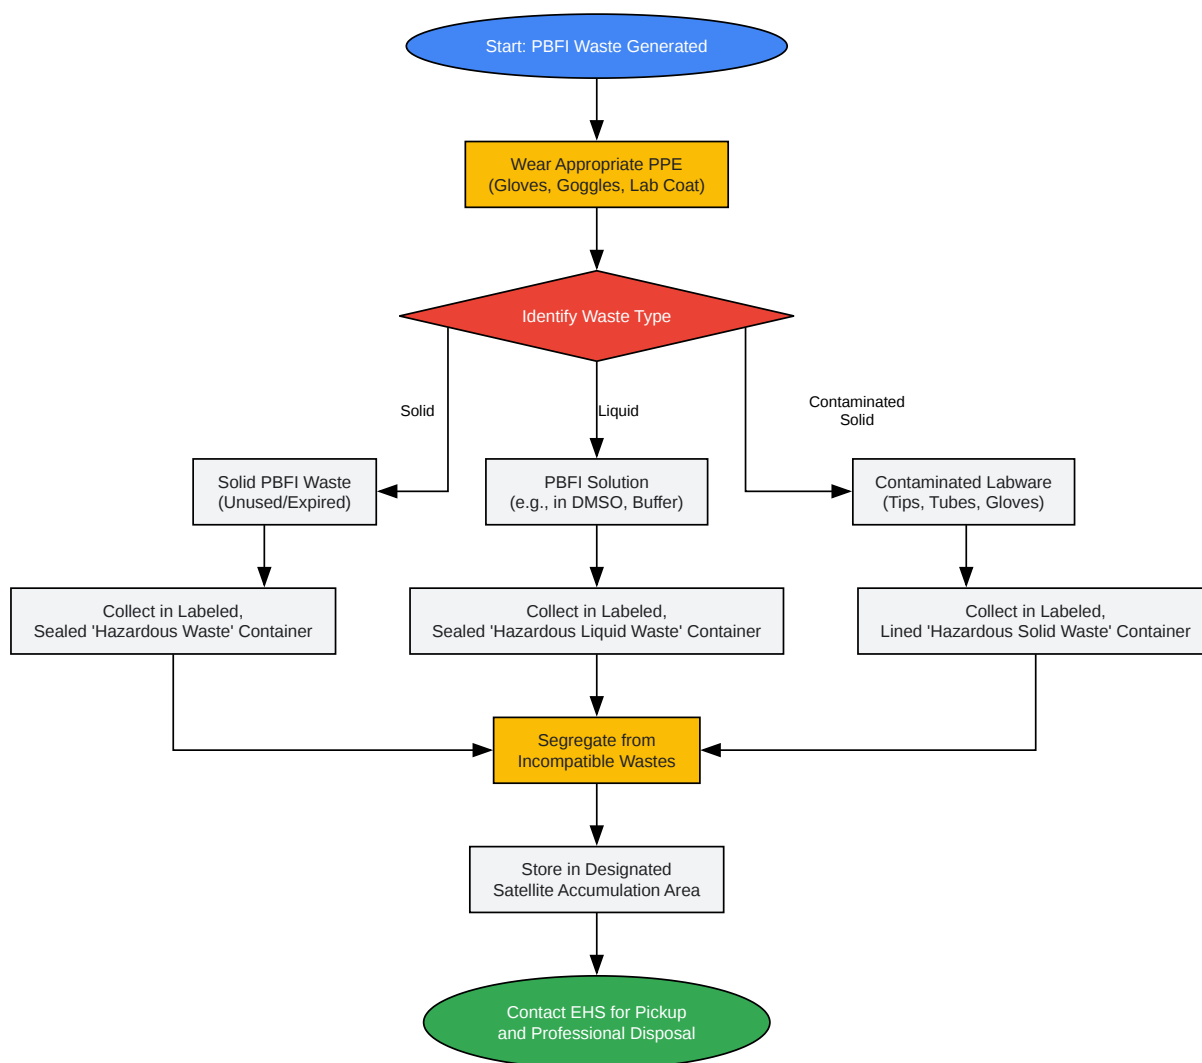 Start: PBFI Waste Generated
Wear Appropriate PPE
(Gloves, Goggles, Lab Coat)
Identify Waste Type
Solid
Liquid
Contaminated
Solid
Solid PBFI Waste
(Unused/Expired)
PBFI Solution
(e.g., in DMSO, Buffer)
Contaminated Labware
(Tips, Tubes, Gloves)
Collect in Labeled,
Sealed 'Hazardous Waste' Container
Collect in Labeled,
Sealed 'Hazardous Liquid Waste' Container
Collect in Labeled,
Lined 'Hazardous Solid Waste' Container
Segregate from
Incompatible Wastes
Store in Designated
Satellite Accumulation Area
Contact EHS for Pickup
and Professional Disposal